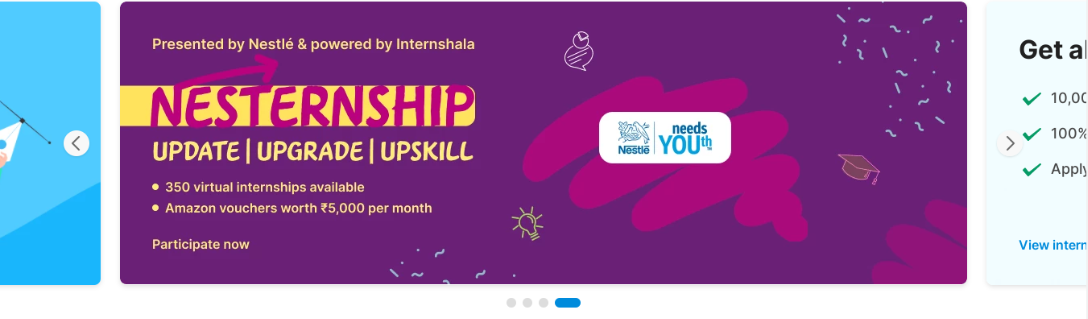 Presented by Nestlé & powered by Internshala
NESTERNSHIP
UPDATE | UPGRADE | UPSKILL
350 virtual internships available
Amazon vouchers worth ₹5,000 per month
Participate now
Nestlé
needs
YOUth
Get al
10,00
100%
Apply
View intern